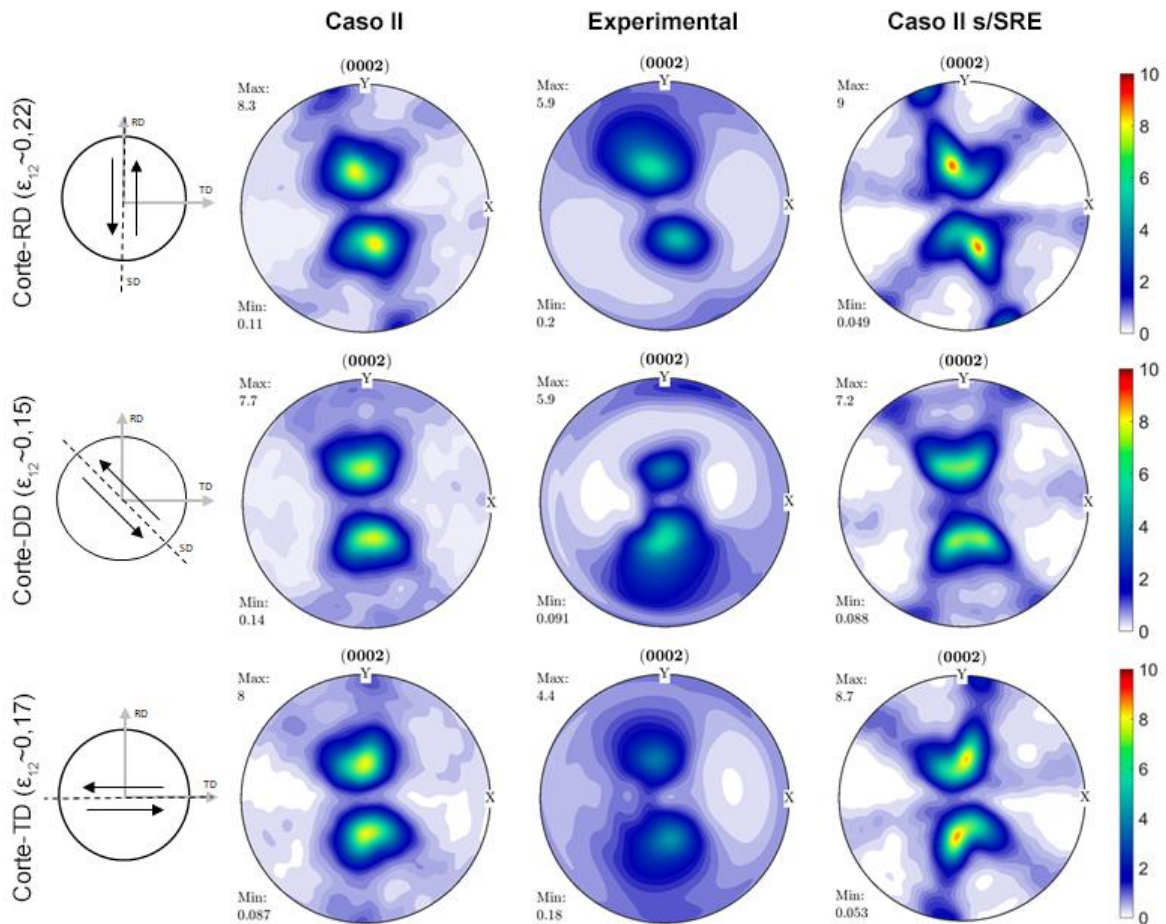 Caso II
Experimental
Caso II s/SRE
Corte-RD (ε12~0,22)
RD
TD
SD
(0002)
Y
X
Max:
8.3
Min:
0.11
(0002)
Y
X
Max:
5.9
Min:
0.2
(0002)
Y
X
Max:
9
Min:
0.049
10
8
6
4
2
0
Corte-DD (ε12~0,15)
RD
TD
SD
(0002)
Y
X
Max:
7.7
Min:
0.14
(0002)
Y
X
Max:
5.9
Min:
0.091
(0002)
Y
X
Max:
7.2
Min:
0.088
10
8
6
4
2
0
Corte-TD (ε12~0,17)
RD
TD
(0002)
Y
X
Max:
8
Min:
0.087
(0002)
Y
X
Max:
4.4
Min:
0.18
(0002)
Y
X
Max:
8.7
Min:
0.053
10
8
6
4
2
0